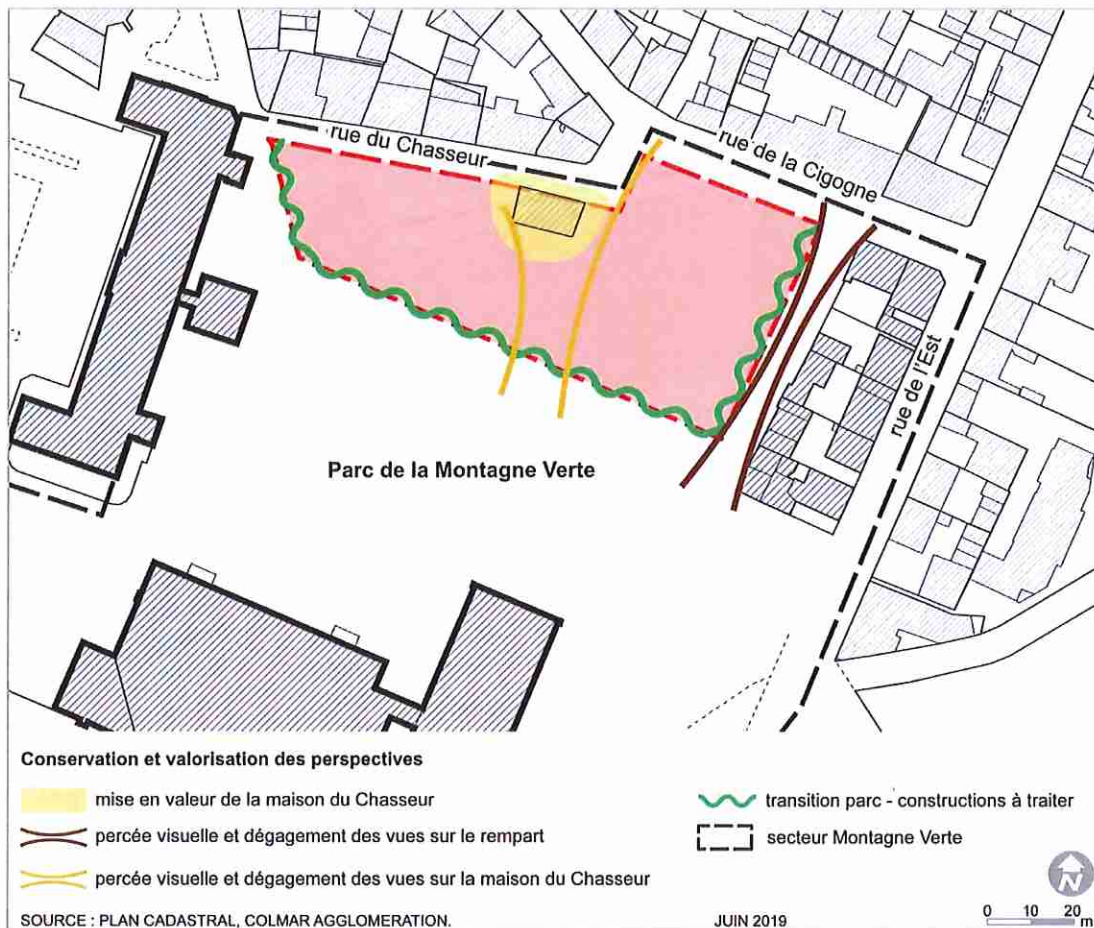 rue du Chasseur
rue de la Cigogne
rue de l'Est
Parc de la Montagne Verte
Conservation et valorisation des perspectives
mise en valeur de la maison du Chasseur
percée visuelle et dégagement des vues sur le rempart
percée visuelle et dégagement des vues sur la maison du Chasseur
transition parc - constructions à traiter
secteur Montagne Verte
N
SOURCE : PLAN CADASTRAL, COLMAR AGGLOMERATION.
JUIN 2019
0 10 20
m